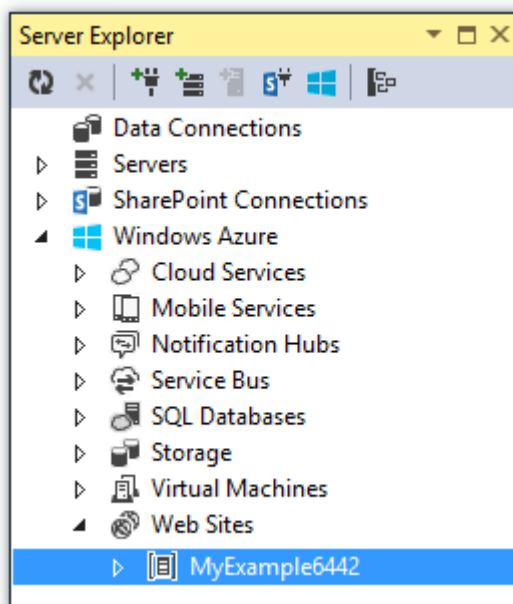 Server Explorer
Data Connections
Servers
SharePoint Connections
Windows Azure
Cloud Services
Mobile Services
Notification Hubs
Service Bus
SQL Databases
Storage
Virtual Machines
Web Sites
MyExample6442